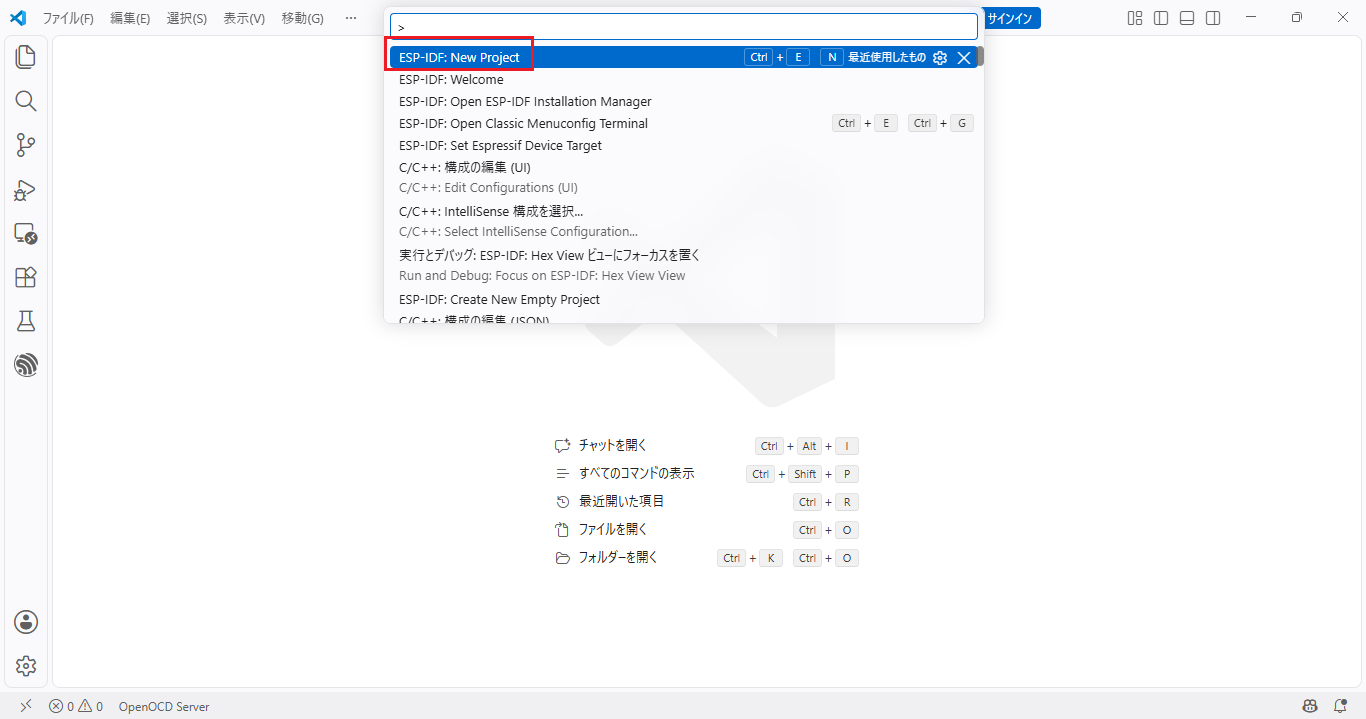 ファイル(F) 編集(E) 選択(S) 表示(V) 移動(G) ··· サインイン
>
ESP-IDF: New Project Ctrl + E N 最近使用したもの
ESP-IDF: Welcome
ESP-IDF: Open ESP-IDF Installation Manager
ESP-IDF: Open Classic Menuconfig Terminal Ctrl + E Ctrl + G
ESP-IDF: Set Espressif Device Target
C/C++: 構成の編集 (UI)
C/C++: Edit Configurations (UI)
C/C++: IntelliSense 構成を選択...
C/C++: Select IntelliSense Configuration...
実行とデバッグ: ESP-IDF: Hex View ビューにフォーカスを置く
Run and Debug: Focus on ESP-IDF: Hex View View
ESP-IDF: Create New Empty Project
C/C++: 構成の編集 (JSON)
チャットを開く Ctrl + Alt + I
すべてのコマンドの表示 Ctrl + Shift + P
最近開いた項目 Ctrl + R
ファイルを開く Ctrl + O
フォルダーを開く Ctrl + K Ctrl + O
0 0 OpenOCD Server